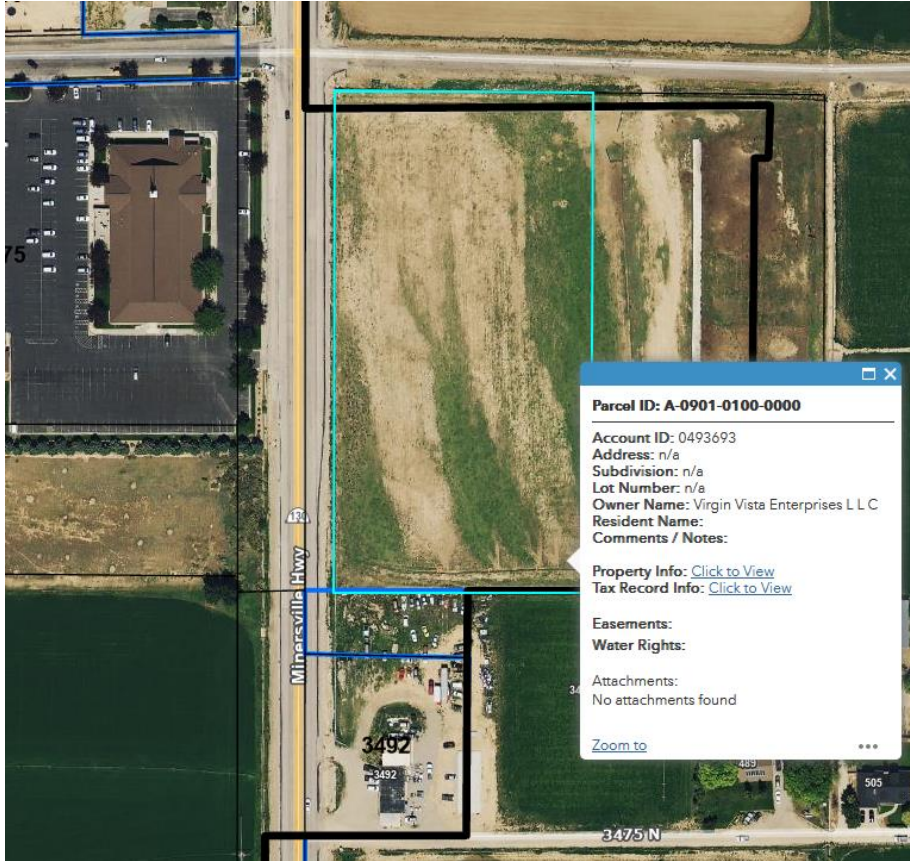 75
130
Minersville Hwy
Parcel ID: A-0901-0100-0000
Account ID: 0493693
Address: n/a
Subdivision: n/a
Lot Number: n/a
Owner Name: Virgin Vista Enterprises L L C
Resident Name:
Comments / Notes:
Property Info: Click to View
Tax Record Info: Click to View
Easements:
Water Rights:
Attachments:
No attachments found
Zoom to
34
3492
3492
489
505
3475 N